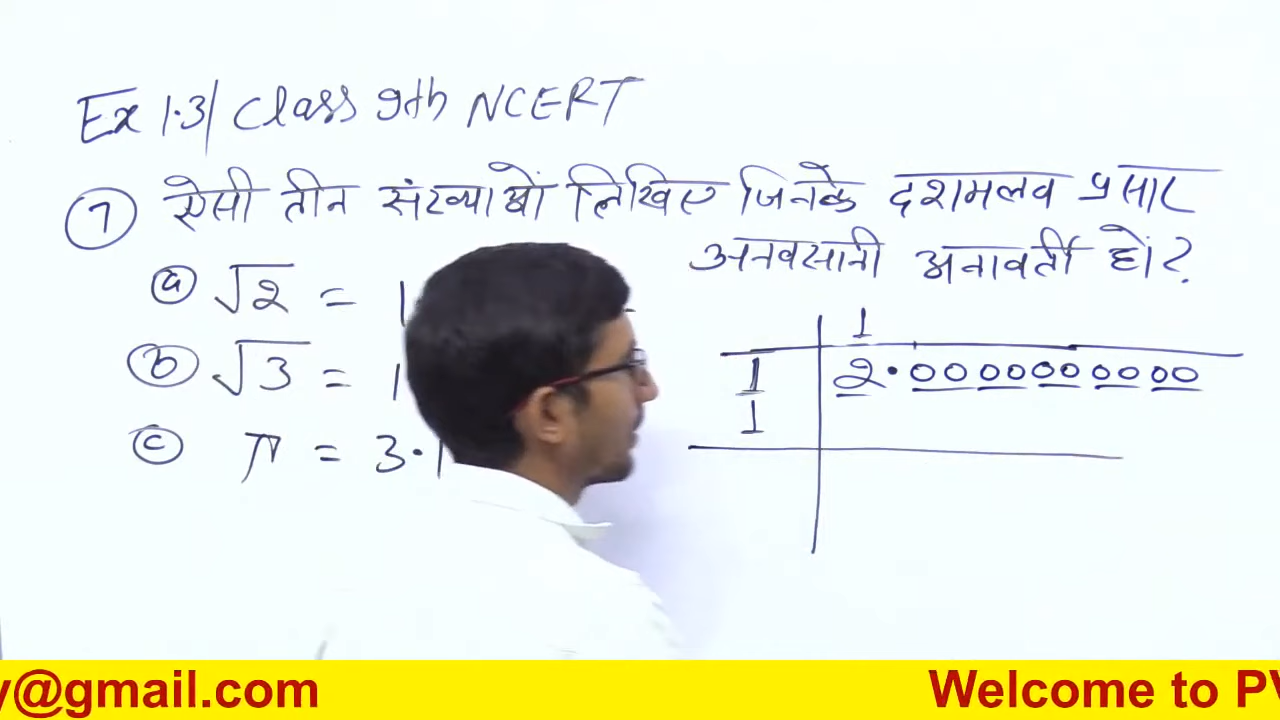 Ex 1.3| Class 9th NCERT
7 ऐसी तीन संख्याओं लिखिए जिनके दशमलव प्रसार
अनवसानी अनावर्ती हों?
a √2 = 1
b √3 = 1
c π = 3.1
1
1 2.0000000000
1
y@gmail.com Welcome to PV